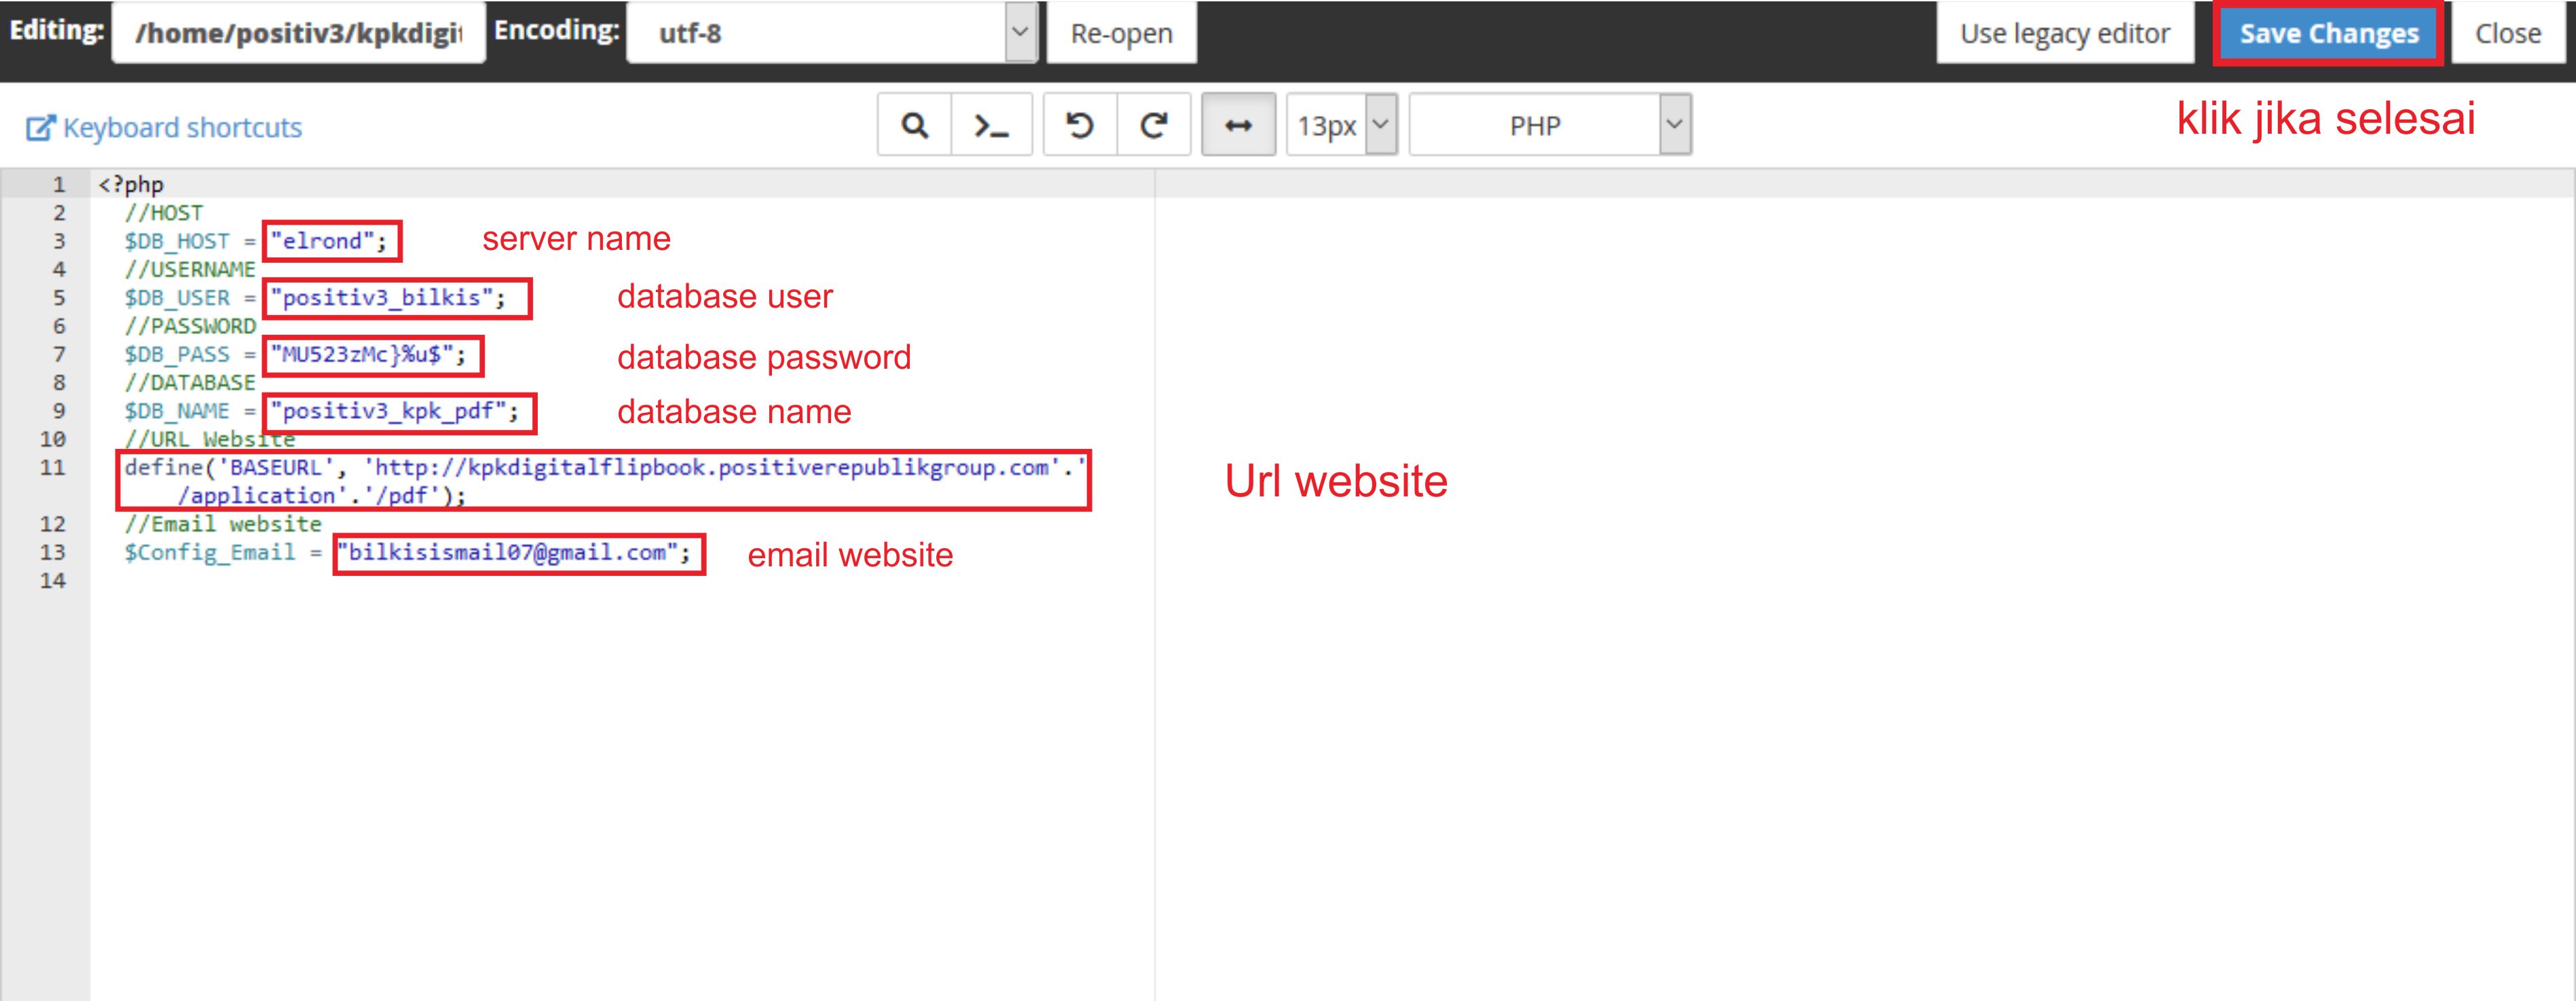 Editing: /home/positiv3/kpkdigit Encoding: utf-8 Re-open Use legacy editor Save Changes Close
Keyboard shortcuts 13px PHP klik jika selesai
1 <?php
2 //HOST
3 $DB_HOST = "elrond"; server name
4 //USERNAME
5 $DB_USER = "positiv3_bilkis"; database user
6 //PASSWORD
7 $DB_PASS = "MU523zMc}%u$"; database password
8 //DATABASE
9 $DB_NAME = "positiv3_kpk_pdf"; database name
10 //URL Website
11 define('BASEURL', 'http://kpkdigitalflipbook.positiverepublikgroup.com'.'
/application'.'/pdf'); Url website
12 //Email website
13 $Config_Email = "bilkisismail07@gmail.com"; email website
14